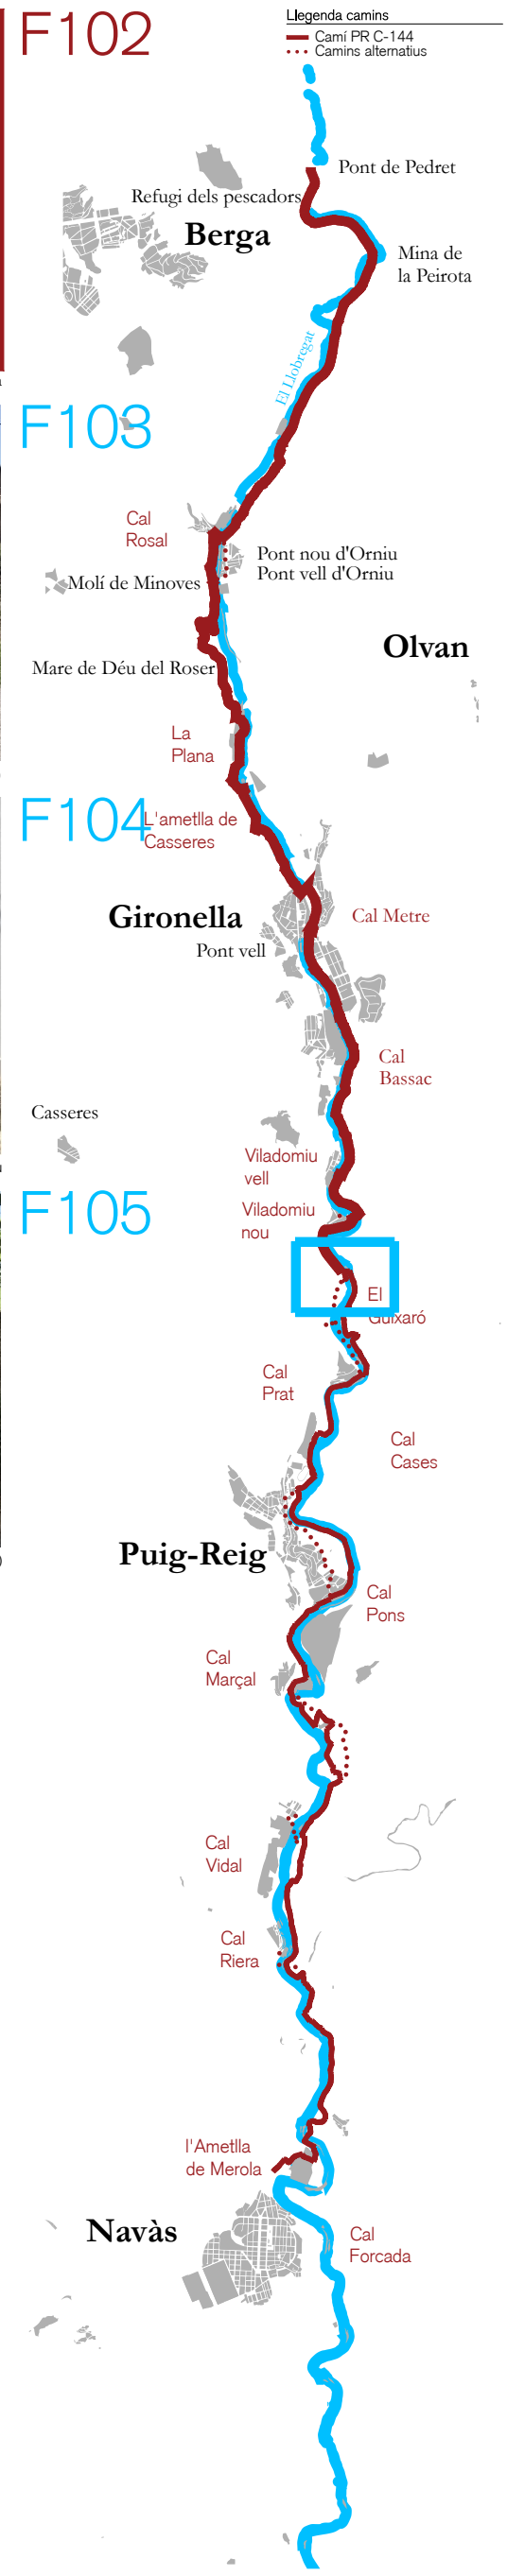 F102
Llegenda camins
Camí PR C-144
Camins alternatius
Pont de Pedret
Refugi dels pescadors
Berga
Mina de
la Peirota
El Llobregat
F103
Cal
Rosal
Pont nou d'Orniu
Pont vell d'Orniu
Molí de Minoves
Olvan
Mare de Déu del Roser
La
Plana
F104
L'ametlla de
Casseres
Gironella
Cal Metre
Pont vell
Cal
Bassac
Casseres
Viladomiu
vell
F105
Viladomiu
nou
El
Guixaró
Cal
Prat
Cal
Cases
Puig-Reig
Cal
Pons
Cal
Marçal
Cal
Vidal
Cal
Riera
l'Ametlla
de Merola
Navàs
Cal
Forcada